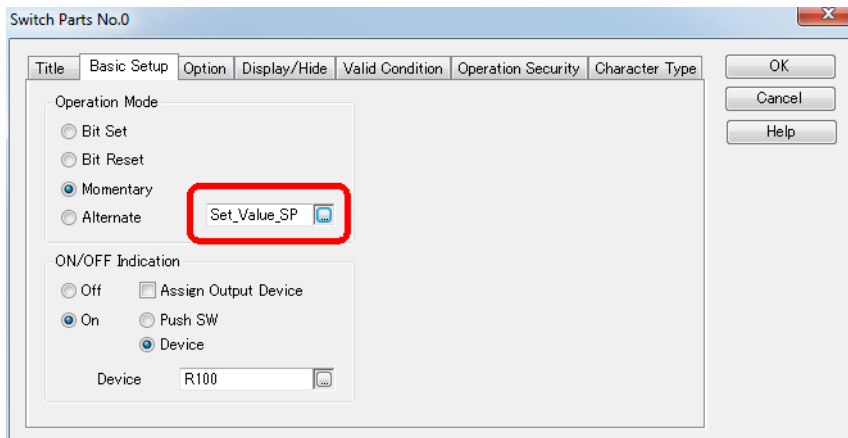 Switch Parts No.0
Title Basic Setup Option Display/Hide Valid Condition Operation Security Character Type
OK
Cancel
Help
Operation Mode
Bit Set
Bit Reset
Momentary
Alternate Set_Value_SP ...
ON/OFF Indication
Off Assign Output Device
On Push SW
Device
Device R100 ...